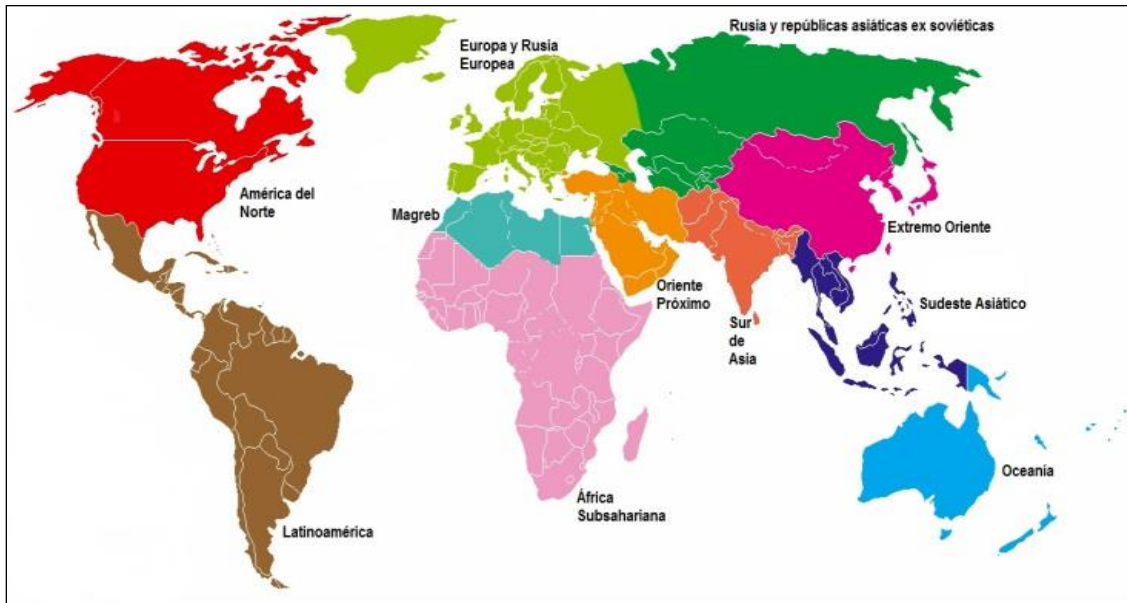 Rusia y repúblicas asiáticas ex soviéticas
Europa y Rusia
Europea
América del
Norte
Magreb
Extremo Oriente
Oriente
Próximo
Sudeste Asiático
Sur
de
Asia
Oceanía
África
Subsahariana
Latinoamérica